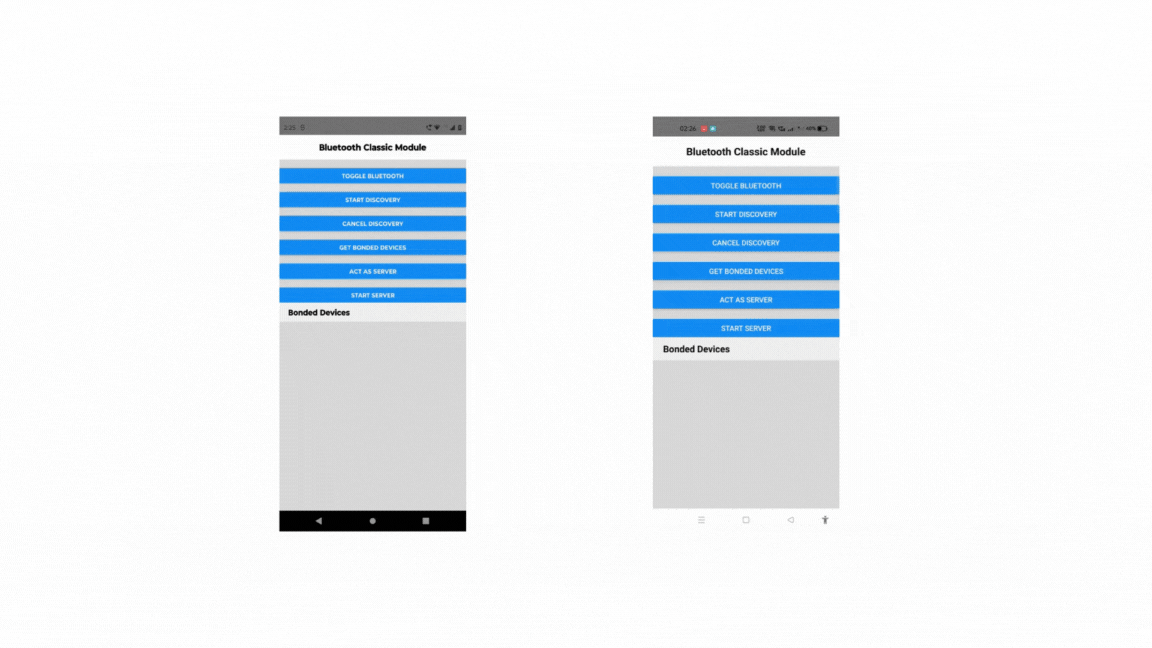 2:25
Bluetooth Classic Module
TOGGLE BLUETOOTH
START DISCOVERY
CANCEL DISCOVERY
GET BONDED DEVICES
ACT AS SERVER
START SERVER
Bonded Devices
02:26
Bluetooth Classic Module
TOGGLE BLUETOOTH
START DISCOVERY
CANCEL DISCOVERY
GET BONDED DEVICES
ACT AS SERVER
START SERVER
Bonded Devices